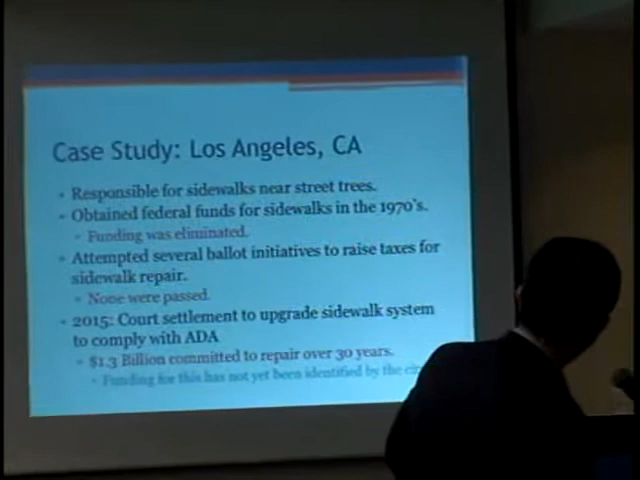 Case Study: Los Angeles, CA
Responsible for sidewalks near street trees.
Obtained federal funds for sidewalks in the 1970's.
Funding was eliminated.
Attempted several ballot initiatives to raise taxes for
sidewalk repair.
None were passed.
2015: Court settlement to upgrade sidewalk system
to comply with ADA
$1.3 Billion committed to repair over 30 years.
Funding for this has not yet been identified by the